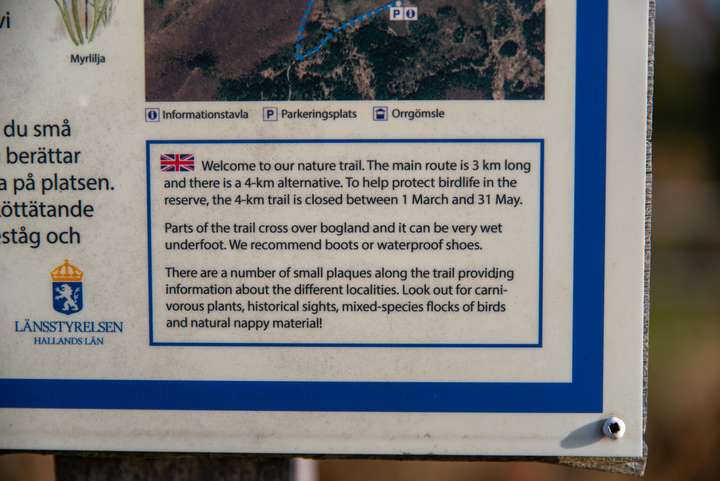 vi
Myrlilja
P
Informationstavla P Parkeringsplats Orrgömsle
du små
berättar
a på platsen.
köttätande
eståg och
LÄNSSTYRELSEN
HALLANDS LÄN
Welcome to our nature trail. The main route is 3 km long
and there is a 4-km alternative. To help protect birdlife in the
reserve, the 4-km trail is closed between 1 March and 31 May.
Parts of the trail cross over bogland and it can be very wet
underfoot. We recommend boots or waterproof shoes.
There are a number of small plaques along the trail providing
information about the different localities. Look out for carni-
vorous plants, historical sights, mixed-species flocks of birds
and natural nappy material!